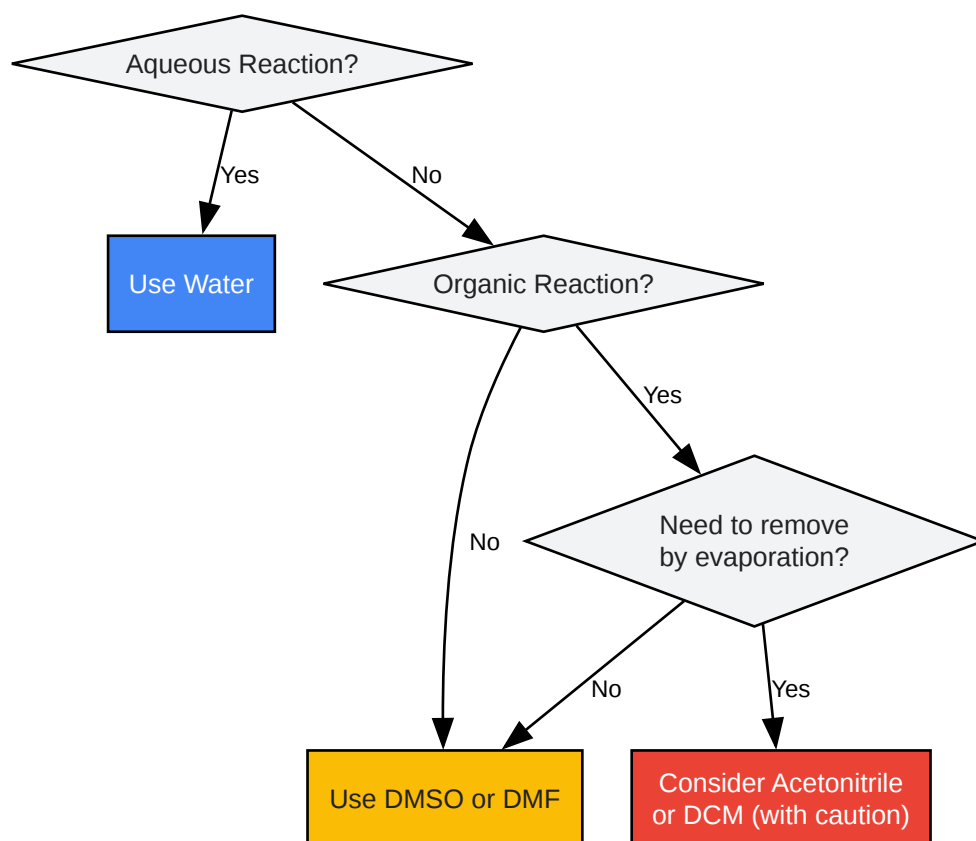 Aqueous Reaction?
Yes
No
Use Water
Organic Reaction?
Yes
No
Need to remove
by evaporation?
No
Yes
Use DMSO or DMF
Consider Acetonitrile
or DCM (with caution)